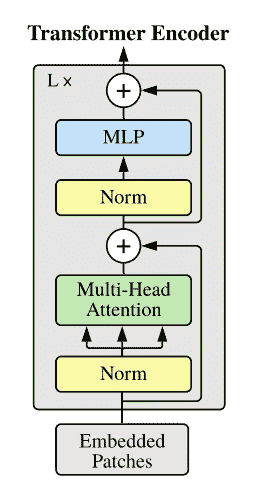 Transformer Encoder
L ×
+
MLP
Norm
+
Multi-Head
Attention
Norm
Embedded
Patches